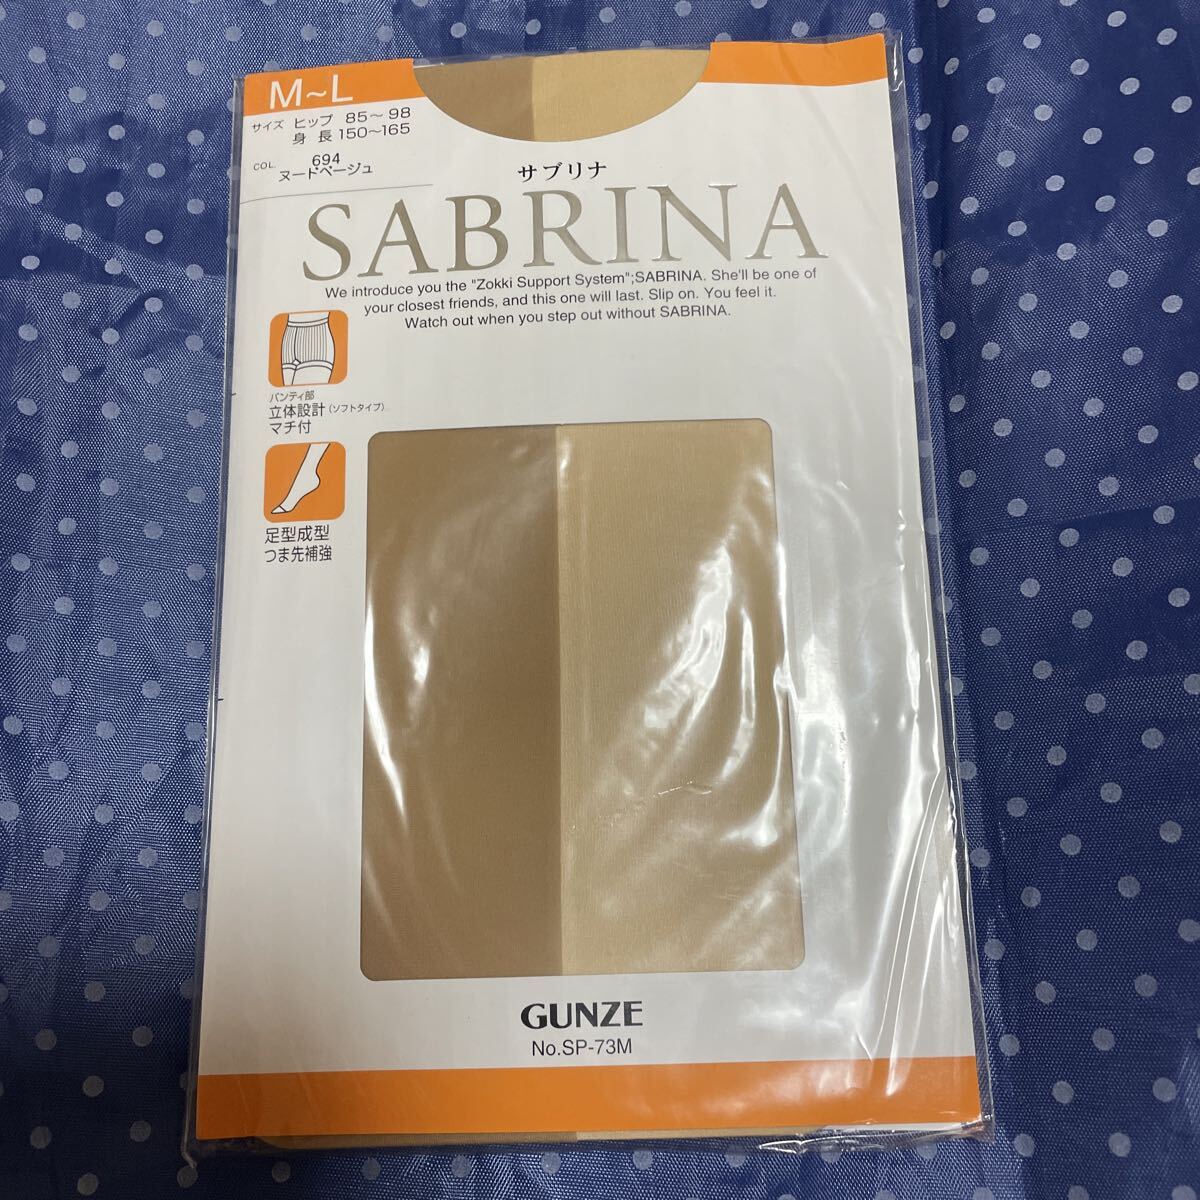 M~L
サイズ ヒップ 85~98
身長 150~165
COL. 694
ヌードベージュ
サブリナ
SABRINA
We introduce you the "Zokki Support System";SABRINA. She'll be one of
your closest friends, and this one will last. Slip on. You feel it.
Watch out when you step out without SABRINA.
パンティ部
立体設計(ソフトタイプ)
マチ付
足型成型
つま先補強
GUNZE
No.SP-73M